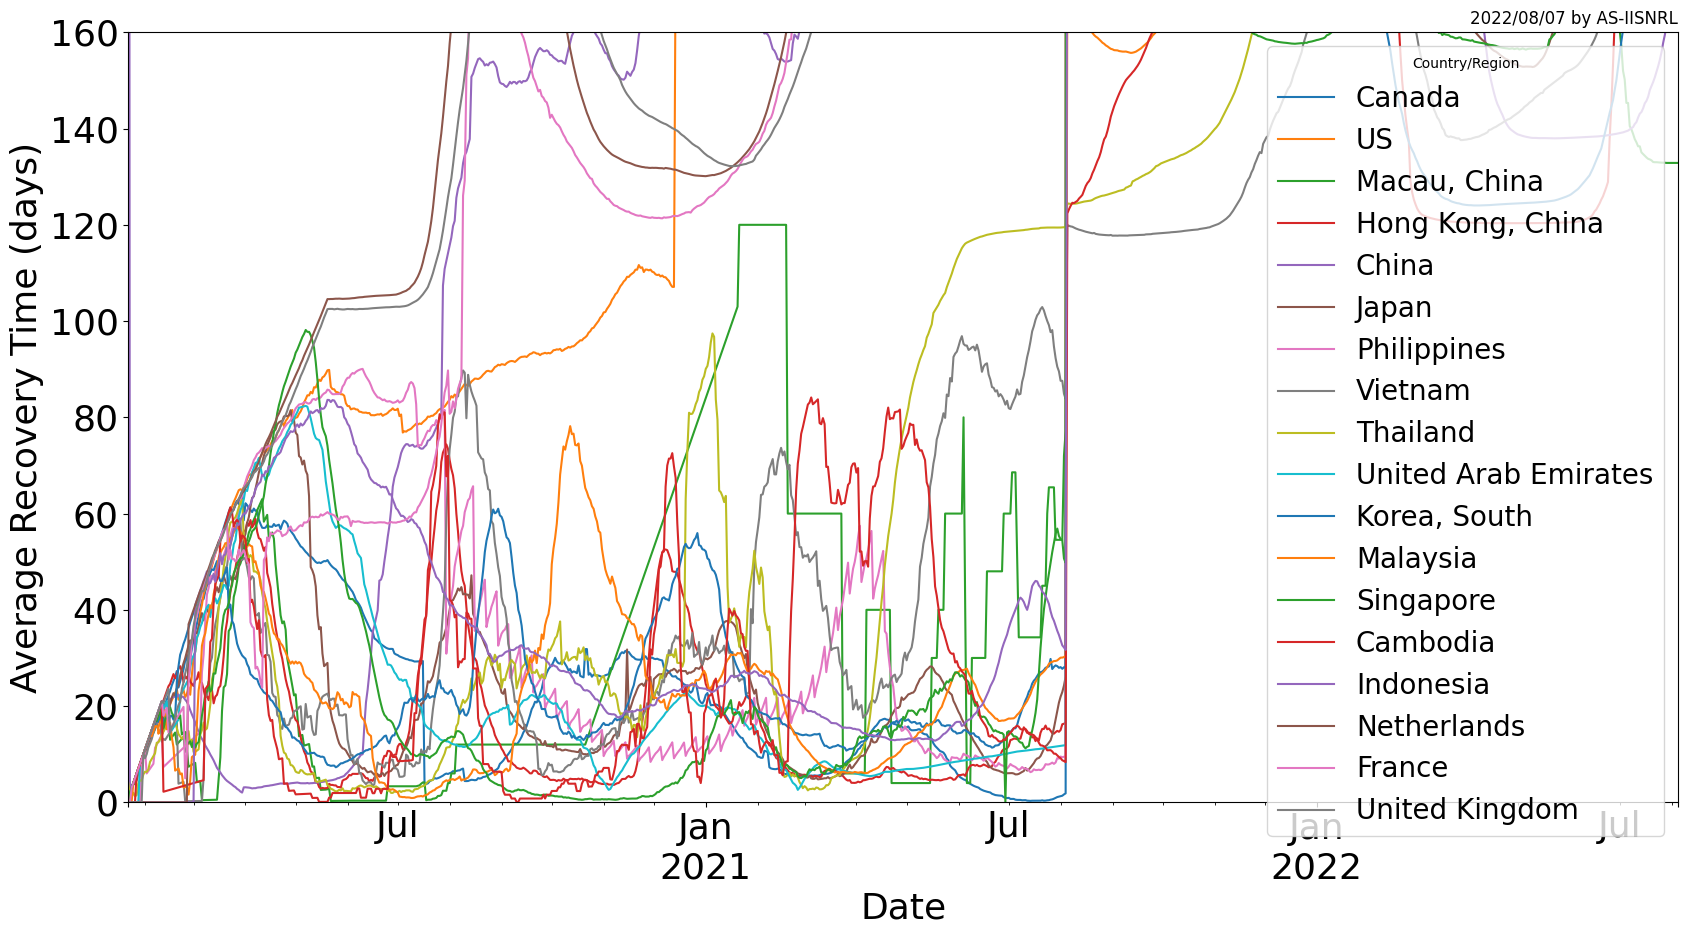 2022/08/07 by AS-IISNRL
160
140
120
100
80
60
40
20
0
Average Recovery Time (days)
Country/Region
Canada
US
Macau, China
Hong Kong, China
China
Japan
Philippines
Vietnam
Thailand
United Arab Emirates
Korea, South
Malaysia
Singapore
Cambodia
Indonesia
Netherlands
France
United Kingdom
Jul
Jan
2021
Jul
Jan
2022
Jul
Date